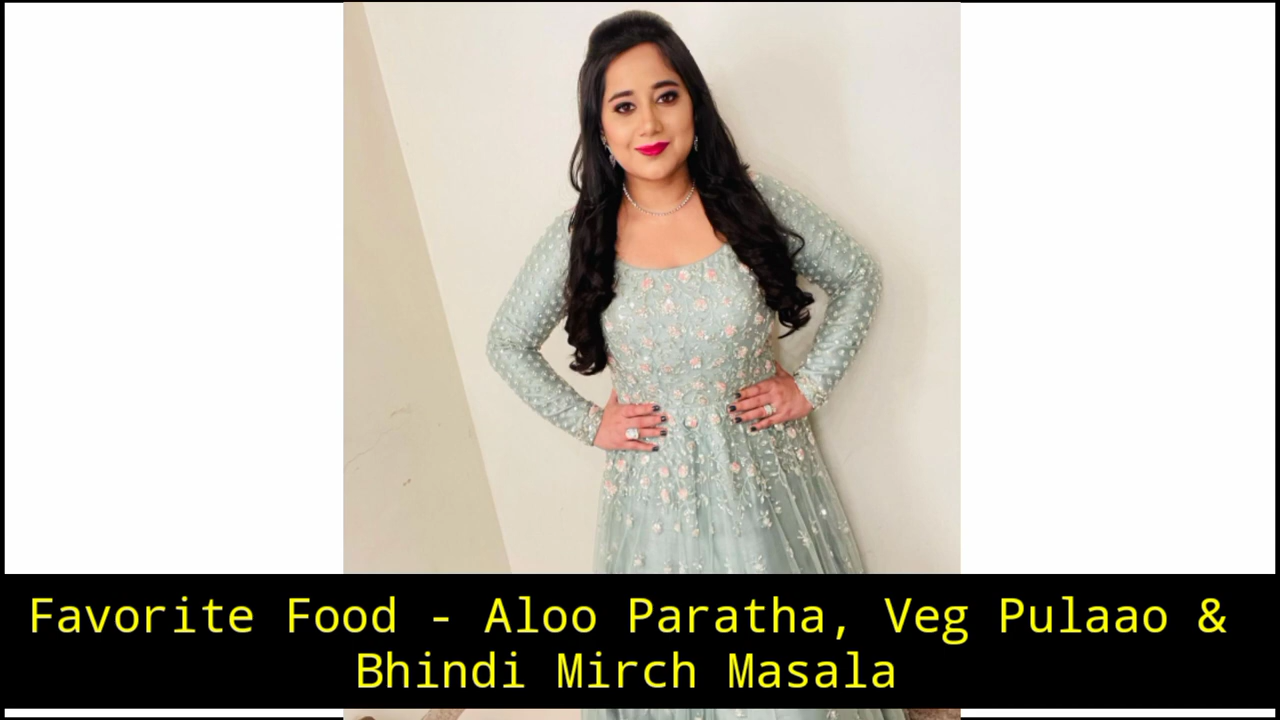 Favorite Food - Aloo Paratha, Veg Pulaao &
Bhindi Mirch Masala